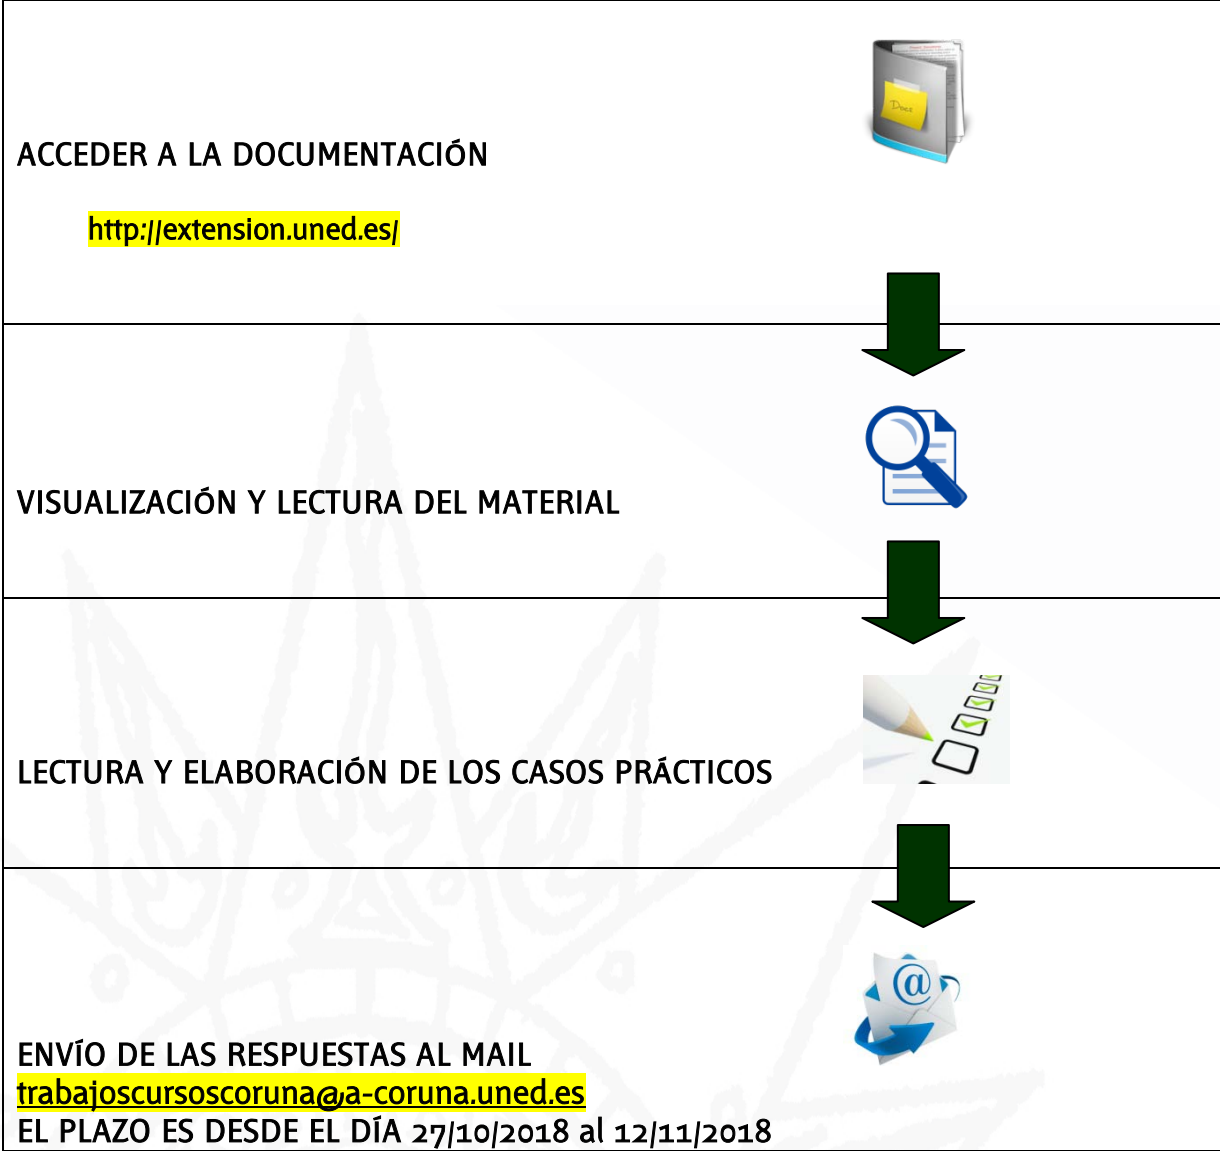 Docs
ACCEDER A LA DOCUMENTACIÓN
http://extension.uned.es/
VISUALIZACIÓN Y LECTURA DEL MATERIAL
LECTURA Y ELABORACIÓN DE LOS CASOS PRÁCTICOS
@
ENVÍO DE LAS RESPUESTAS AL MAIL
trabajoscursoscoruna@a-coruna.uned.es
EL PLAZO ES DESDE EL DÍA 27/10/2018 al 12/11/2018